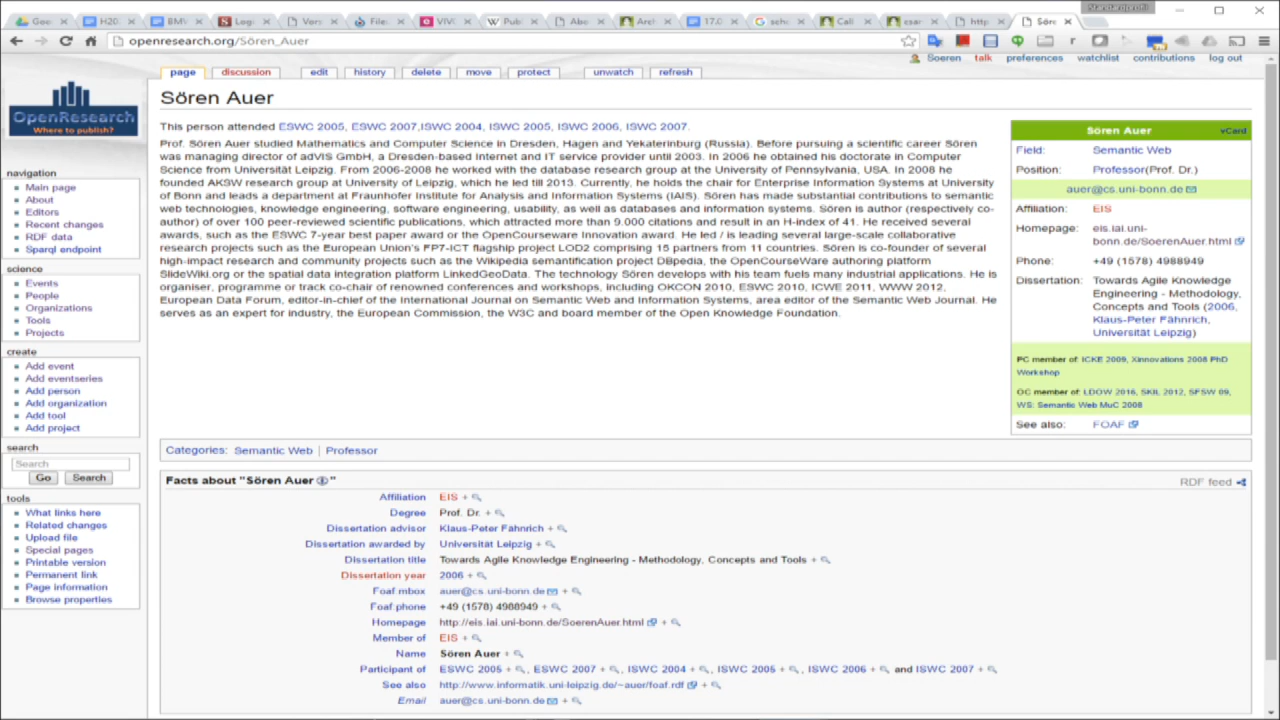 Goo
H20
BMV
Logi
Vers
File:
VIVO
Pub
Abo
Arch
17.0
sche
Call
esar
http
Söre
Standardprofil
openresearch.org/Sören_Auer
Soeren talk preferences watchlist contributions log out
page discussion edit history delete move protect unwatch refresh
OpenResearch
Where to publish?
navigation
Main page
About
Editors
Recent changes
RDF data
Sparql endpoint
science
Events
People
Organizations
Tools
Projects
create
Add event
Add eventseries
Add person
Add organization
Add tool
Add project
search
Search
Go Search
tools
What links here
Related changes
Upload file
Special pages
Printable version
Permanent link
Page information
Browse properties
Sören Auer
This person attended ESWC 2005, ESWC 2007,ISWC 2004, ISWC 2005, ISWC 2006, ISWC 2007.
Prof. Sören Auer studied Mathematics and Computer Science in Dresden, Hagen and Yekaterinburg (Russia). Before pursuing a scientific career Sören
was managing director of adVIS GmbH, a Dresden-based Internet and IT service provider until 2003. In 2006 he obtained his doctorate in Computer
Science from Universität Leipzig. From 2006-2008 he worked with the database research group at the University of Pennsylvania, USA. In 2008 he
founded AKSW research group at University of Leipzig, which he led till 2013. Currently, he holds the chair for Enterprise Information Systems at University
of Bonn and leads a department at Fraunhofer Institute for Analysis and Information Systems (IAIS). Sören has made substantial contributions to semantic
web technologies, knowledge engineering, software engineering, usability, as well as databases and information systems. Sören is author (respectively co-
author) of over 100 peer-reviewed scientific publications, which attracted more than 9.000 citations and result in an H-index of 41. He received several
awards, such as the ESWC 7-year best paper award or the OpenCourseware Innovation award. He led / is leading several large-scale collaborative
research projects such as the European Union's FP7-ICT flagship project LOD2 comprising 15 partners from 11 countries. Sören is co-founder of several
high-impact research and community projects such as the Wikipedia semantification project DBpedia, the OpenCourseWare authoring platform
SlideWiki.org or the spatial data integration platform LinkedGeoData. The technology Sören develops with his team fuels many industrial applications. He is
organiser, programme or track co-chair of renowned conferences and workshops, including OKCON 2010, ESWC 2010, ICWE 2011, WWW 2012,
European Data Forum, editor-in-chief of the International Journal on Semantic Web and Information Systems, area editor of the Semantic Web Journal. He
serves as an expert for industry, the European Commission, the W3C and board member of the Open Knowledge Foundation.
Sören Auer vCard
Field: Semantic Web
Position: Professor(Prof. Dr.)
auer@cs.uni-bonn.de
Affiliation: EIS
Homepage: eis.iai.uni-
bonn.de/SoerenAuer.html
Phone: +49 (1578) 4988949
Dissertation: Towards Agile Knowledge
Engineering - Methodology,
Concepts and Tools (2006,
Klaus-Peter Fähnrich,
Universität Leipzig)
PC member of: ICKE 2009, Xinnovations 2008 PhD
Workshop
OC member of: LDOW 2016, SKIL 2012, SFSW 09,
WS: Semantic Web MuC 2008
See also: FOAF
Categories: Semantic Web | Professor
Facts about "Sören Auer " RDF feed
Affiliation EIS +
Degree Prof. Dr. +
Dissertation advisor Klaus-Peter Fähnrich +
Dissertation awarded by Universität Leipzig +
Dissertation title Towards Agile Knowledge Engineering - Methodology, Concepts and Tools +
Dissertation year 2006 +
Foaf mbox auer@cs.uni-bonn.de +
Foaf phone +49 (1578) 4988949 +
Homepage http://eis.iai.uni-bonn.de/SoerenAuer.html +
Member of EIS +
Name Sören Auer +
Participant of ESWC 2005 + , ESWC 2007 + , ISWC 2004 + , ISWC 2005 + , ISWC 2006 + and ISWC 2007 +
See also http://www.informatik.uni-leipzig.de/~auer/foaf.rdf +
Email auer@cs.uni-bonn.de +